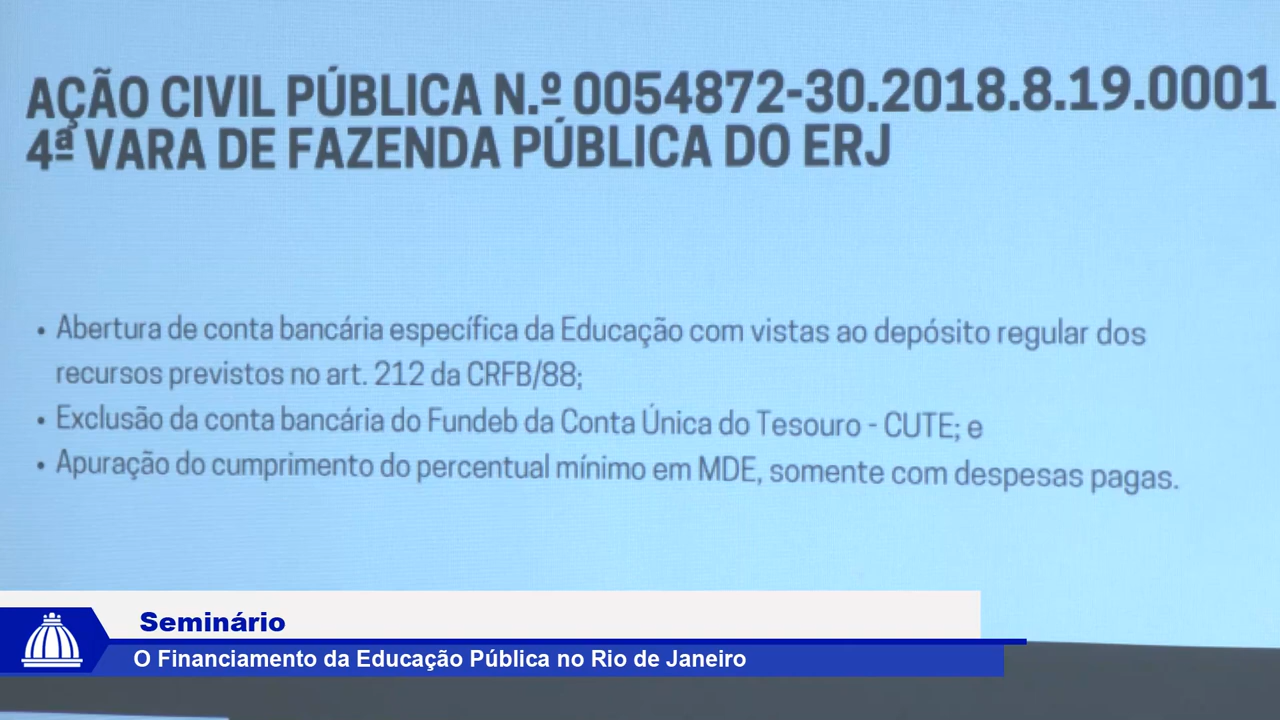 AÇÃO CIVIL PÚBLICA N.º 0054872-30.2018.8.19.0001
4ª VARA DE FAZENDA PÚBLICA DO ERJ
• Abertura de conta bancária específica da Educação com vistas ao depósito regular dos
recursos previstos no art. 212 da CRFB/88;
• Exclusão da conta bancária do Fundeb da Conta Única do Tesouro - CUTE; e
• Apuração do cumprimento do percentual mínimo em MDE, somente com despesas pagas.
Seminário
O Financiamento da Educação Pública no Rio de Janeiro